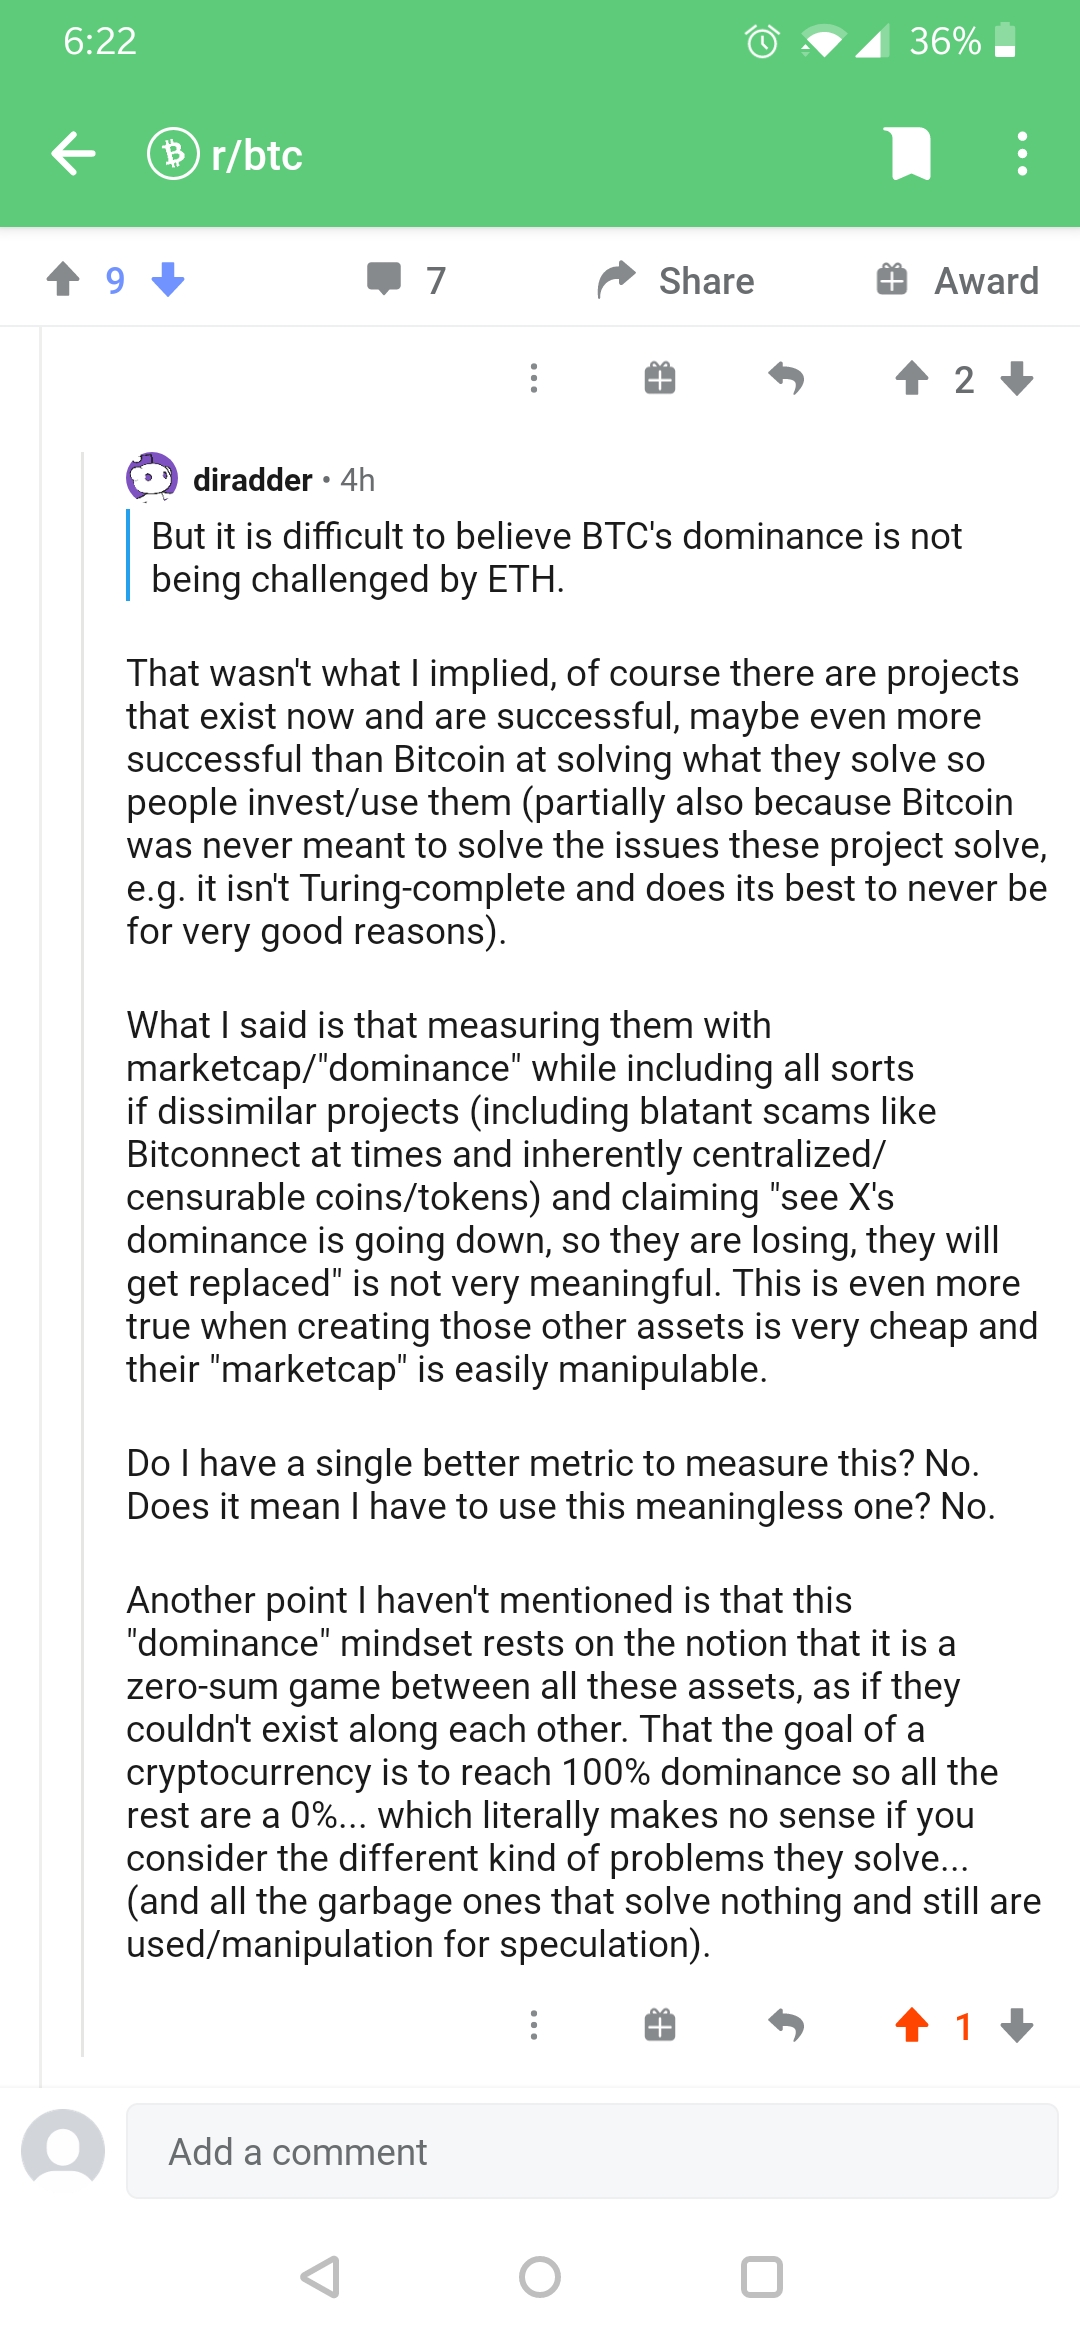 6:22
36%
r/btc
9
7
Share
Award
2
diradder • 4h
But it is difficult to believe BTC's dominance is not
being challenged by ETH.
That wasn't what I implied, of course there are projects
that exist now and are successful, maybe even more
successful than Bitcoin at solving what they solve so
people invest/use them (partially also because Bitcoin
was never meant to solve the issues these project solve,
e.g. it isn't Turing-complete and does its best to never be
for very good reasons).
What I said is that measuring them with
marketcap/"dominance" while including all sorts
if dissimilar projects (including blatant scams like
Bitconnect at times and inherently centralized/
censurable coins/tokens) and claiming "see X's
dominance is going down, so they are losing, they will
get replaced" is not very meaningful. This is even more
true when creating those other assets is very cheap and
their "marketcap" is easily manipulable.
Do I have a single better metric to measure this? No.
Does it mean I have to use this meaningless one? No.
Another point I haven't mentioned is that this
"dominance" mindset rests on the notion that it is a
zero-sum game between all these assets, as if they
couldn't exist along each other. That the goal of a
cryptocurrency is to reach 100% dominance so all the
rest are a 0%... which literally makes no sense if you
consider the different kind of problems they solve...
(and all the garbage ones that solve nothing and still are
used/manipulation for speculation).
1
Add a comment